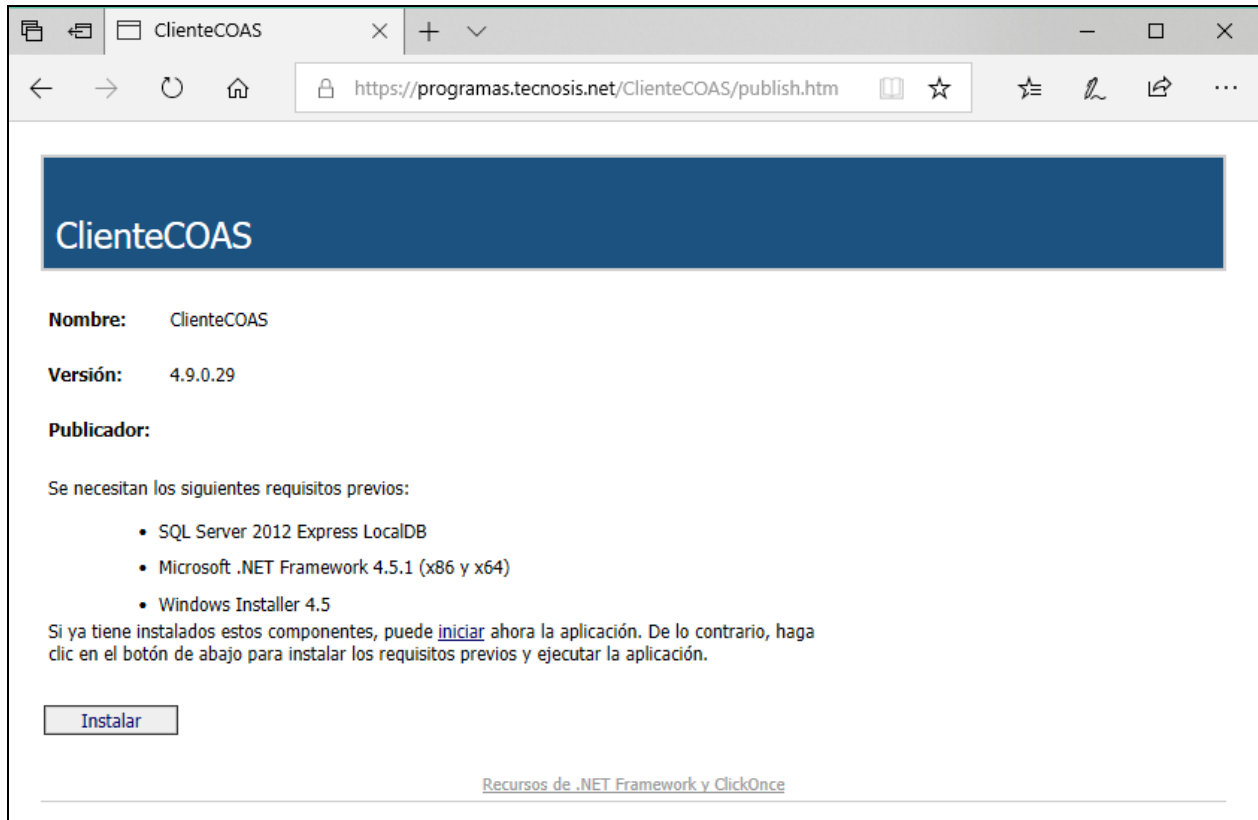 ClienteCOAS
https://programas.tecnosis.net/ClienteCOAS/publish.htm
ClienteCOAS
Nombre: ClienteCOAS
Versión: 4.9.0.29
Publicador:
Se necesitan los siguientes requisitos previos:
• SQL Server 2012 Express LocalDB
• Microsoft .NET Framework 4.5.1 (x86 y x64)
• Windows Installer 4.5
Si ya tiene instalados estos componentes, puede iniciar ahora la aplicación. De lo contrario, haga
clic en el botón de abajo para instalar los requisitos previos y ejecutar la aplicación.
Instalar
Recursos de .NET Framework y ClickOnce